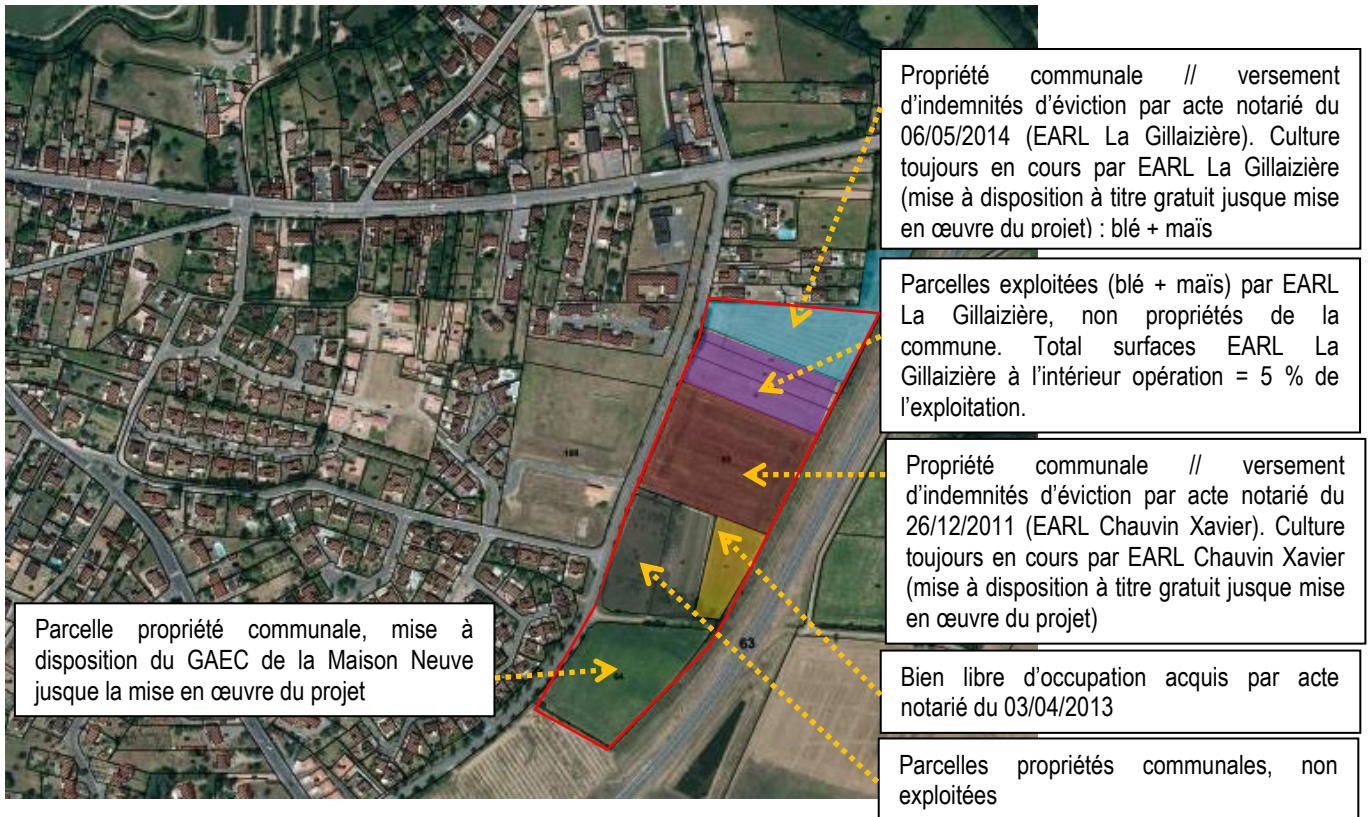 Propriété communale // versement
d'indemnités d'éviction par acte notarié du
06/05/2014 (EARL La Gillaizière). Culture
toujours en cours par EARL La Gillaizière
(mise à disposition à titre gratuit jusque mise
en œuvre du projet) : blé + maïs
Parcelles exploitées (blé + maïs) par EARL
La Gillaizière, non propriétés de la
commune. Total surfaces EARL La
Gillaizière à l'intérieur opération = 5 % de
l'exploitation.
Propriété communale // versement
d'indemnités d'éviction par acte notarié du
26/12/2011 (EARL Chauvin Xavier). Culture
toujours en cours par EARL Chauvin Xavier
(mise à disposition à titre gratuit jusque mise
en œuvre du projet)
Parcelle propriété communale, mise à
disposition du GAEC de la Maison Neuve
jusque la mise en œuvre du projet
63
Bien libre d'occupation acquis par acte
notarié du 03/04/2013
Parcelles propriétés communales, non
exploitées